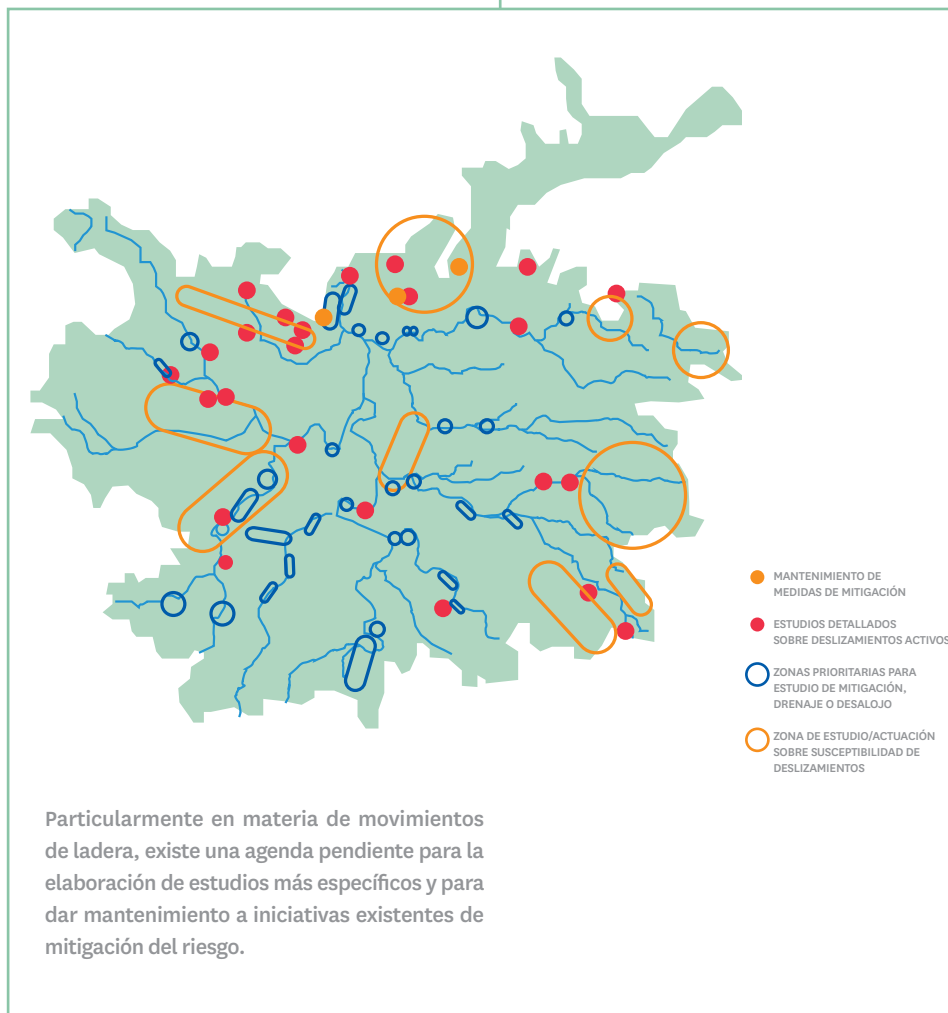 MANTENIMIENTO DE
MEDIDAS DE MITIGACIÓN
ESTUDIOS DETALLADOS
SOBRE DESLIZAMIENTOS ACTIVOS
ZONAS PRIORITARIAS PARA
ESTUDIO DE MITIGACIÓN,
DRENAJE O DESALOJO
ZONA DE ESTUDIO/ACTUACIÓN
SOBRE SUSCEPTIBILIDAD DE
DESLIZAMIENTOS
Particularmente en materia de movimientos
de ladera, existe una agenda pendiente para la
elaboración de estudios más específicos y para
dar mantenimiento a iniciativas existentes de
mitigación del riesgo.